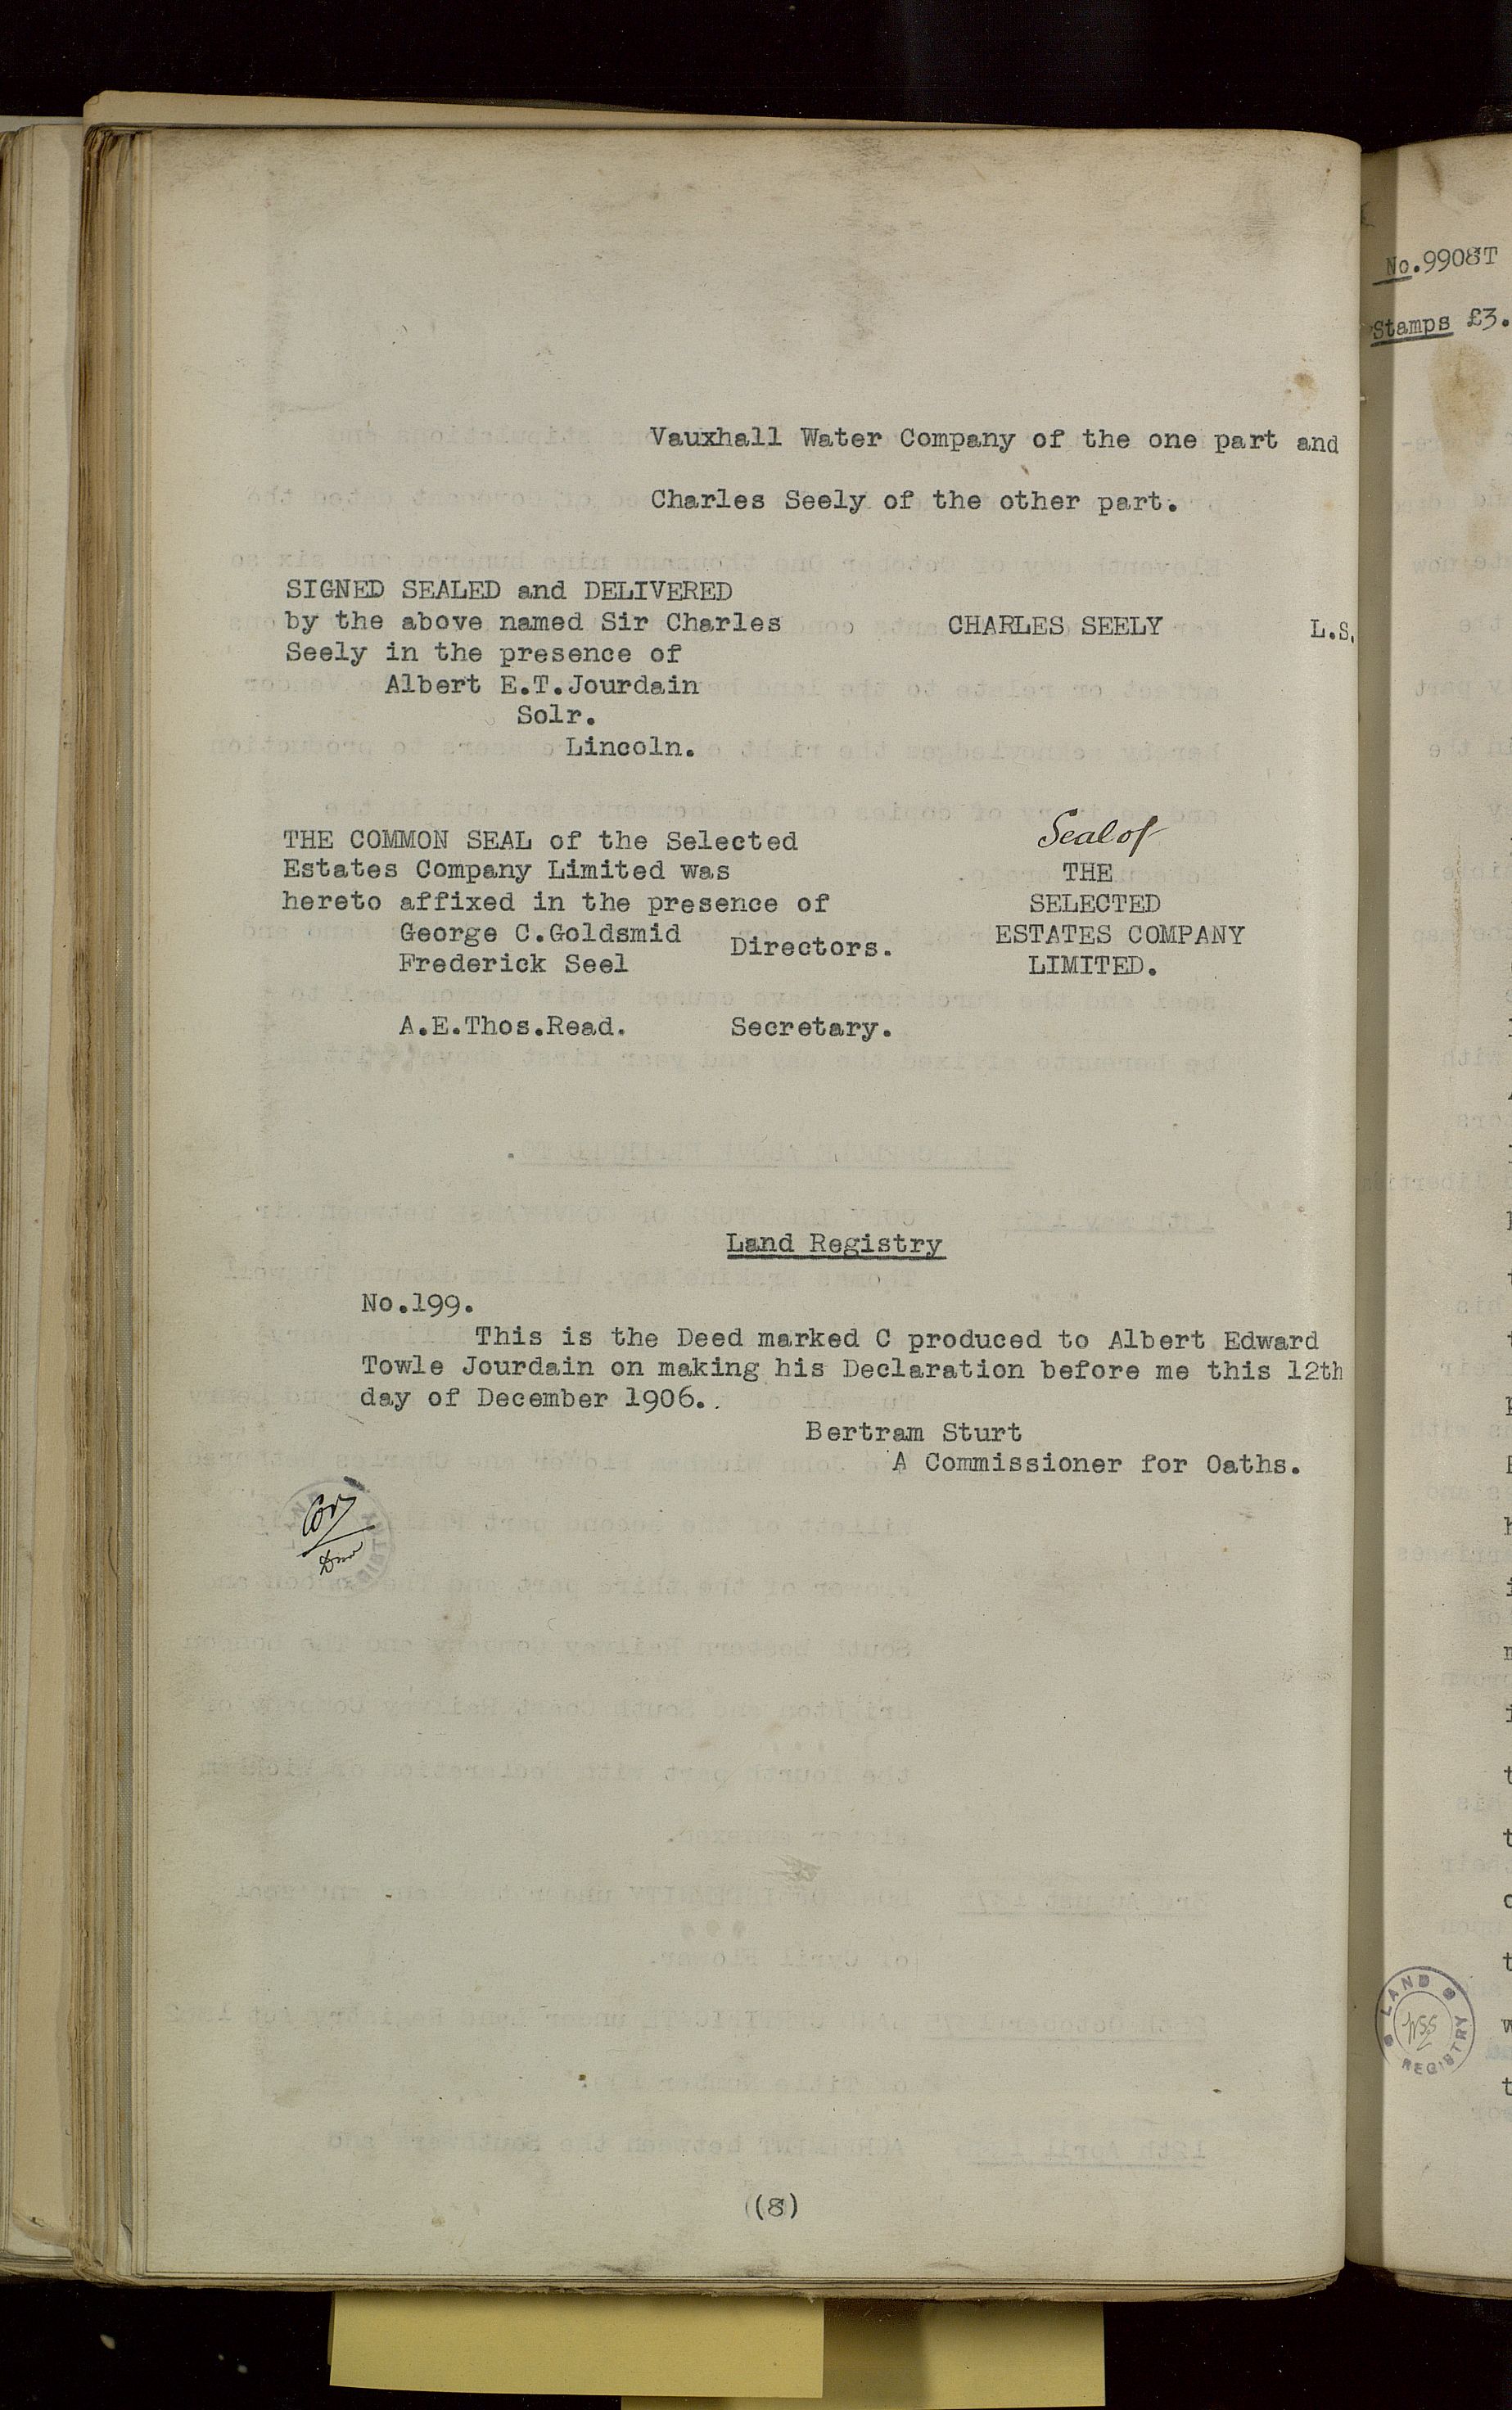 Vauxhall Water Company of the one part and
Charles Seely of the other part.
SIGNED SEALED and DELIVERED
by the above named Sir Charles
Seely in the presence of
Albert E.T.Jourdain
Solr.
Lincoln.
CHARLES SEELY L.S.
THE COMMON SEAL of the Selected
Estates Company Limited was
hereto affixed in the presence of
George C.Goldsmid
Frederick Seel
Directors.
A.E.Thos.Read. Secretary.
Seal of
THE
SELECTED
ESTATES COMPANY
LIMITED.
Land Registry
No.199.
This is the Deed marked C produced to Albert Edward
Towle Jourdain on making his Declaration before me this 12th
day of December 1906.
Bertram Sturt
A Commissioner for Oaths.
(8)
No.9908T
Stamps £3.
LAND
REGISTRY